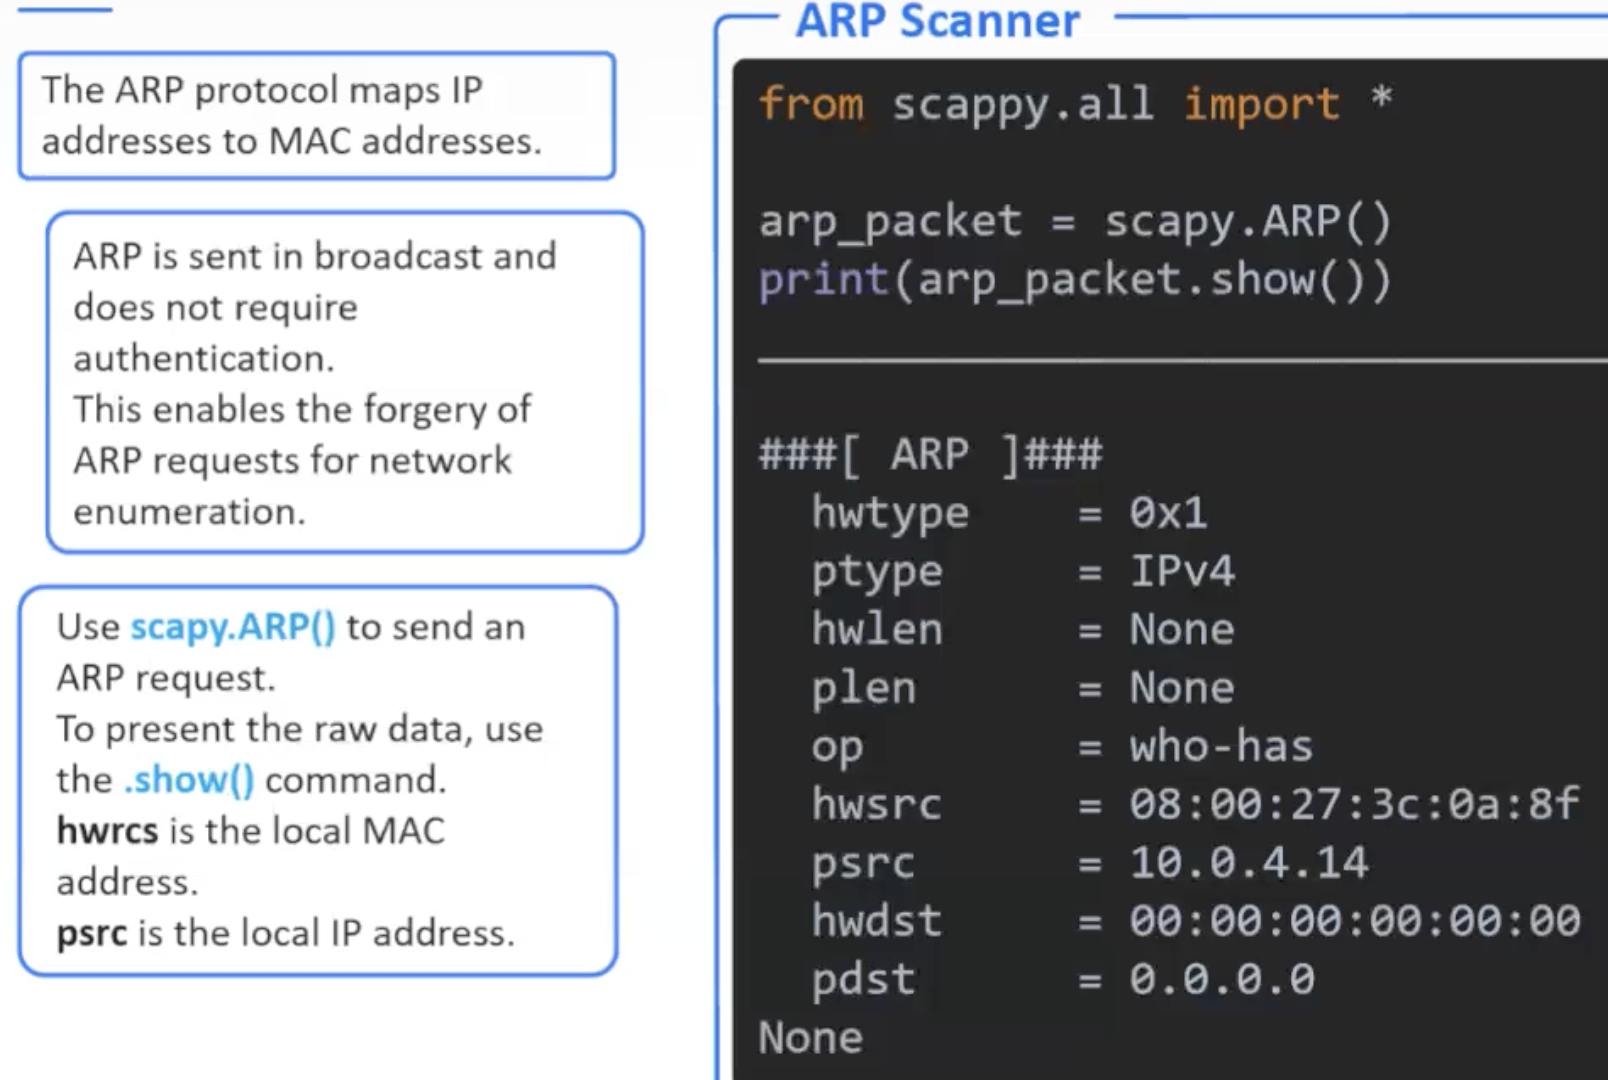 The ARP protocol maps IP
addresses to MAC addresses.
ARP is sent in broadcast and
does not require
authentication.
This enables the forgery of
ARP requests for network
enumeration.
Use scapy.ARP() to send an
ARP request.
To present the raw data, use
the .show() command.
hwrcs is the local MAC
address.
psrc is the local IP address.
ARP Scanner
from scappy.all import *
arp_packet = scapy.ARP()
print(arp_packet.show())
###[ ARP ]###
hwtype = 0x1
ptype = IPv4
hwlen = None
plen = None
op = who-has
hwsrc = 08:00:27:3c:0a:8f
psrc = 10.0.4.14
hwdst = 00:00:00:00:00:00
pdst = 0.0.0.0
None